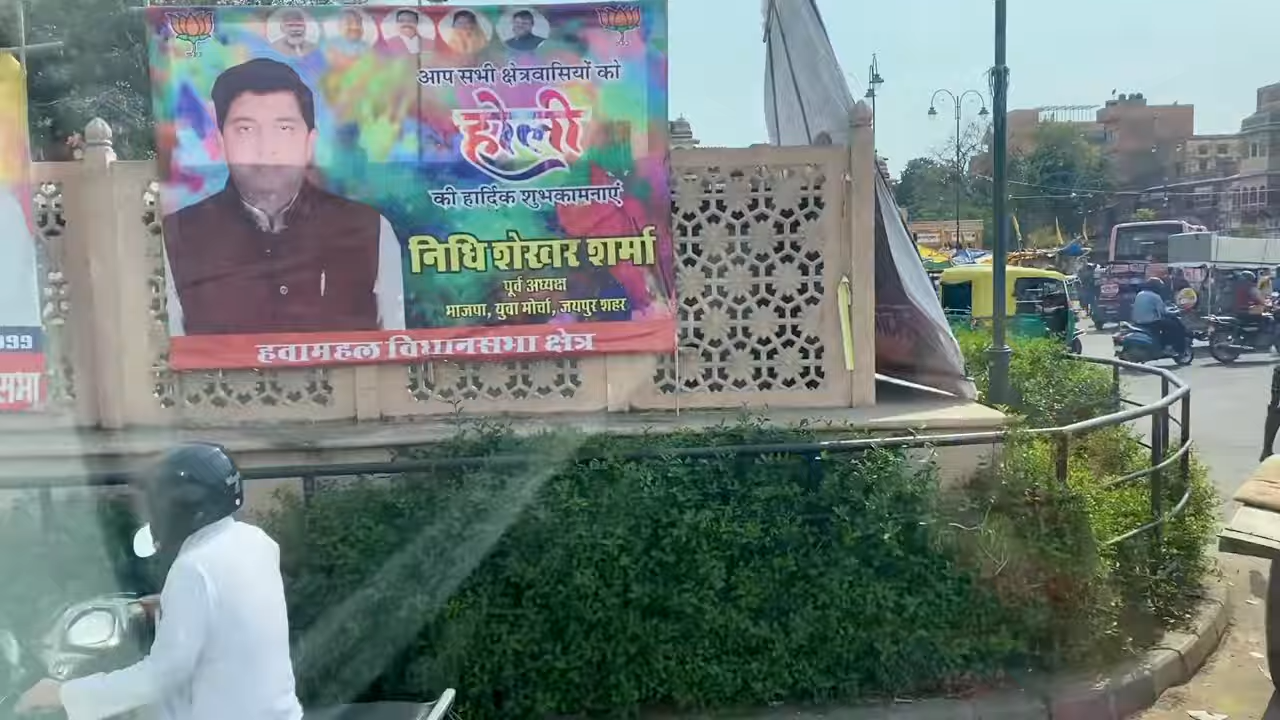 आप सभी क्षेत्रवासियों को
होली
की हार्दिक शुभकामनाएं
निधि शेखर शर्मा
पूर्व अध्यक्ष
भाजपा, युवा मोर्चा, जयपुर शहर
हवामहल विधानसभा क्षेत्र